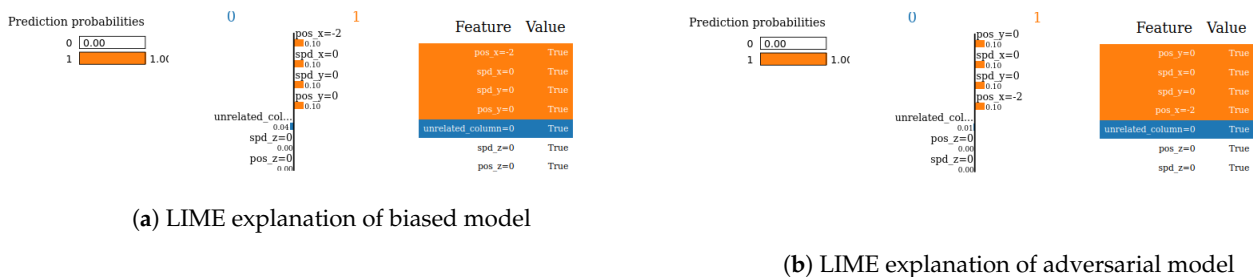 Prediction probabilities
0 0.00
1 1.00
0 1
pos_x=-2
0.10
spd_x=0
0.10
spd_y=0
0.10
pos_y=0
0.10
unrelated_col...
0.04
spd_z=0
0.00
pos_z=0
0.00
Feature Value
pos_x=-2 True
spd_x=0 True
spd_y=0 True
pos_y=0 True
unrelated_column=0 True
spd_z=0 True
pos_z=0 True
(a) LIME explanation of biased model
Prediction probabilities
0 0.00
1 1.00
0 1
pos_y=0
0.10
spd_x=0
0.10
spd_y=0
0.10
pos_x=-2
0.10
unrelated_col...
0.01
pos_z=0
0.00
spd_z=0
0.00
Feature Value
pos_y=0 True
spd_x=0 True
spd_y=0 True
pos_x=-2 True
unrelated_column=0 True
pos_z=0 True
spd_z=0 True
(b) LIME explanation of adversarial model